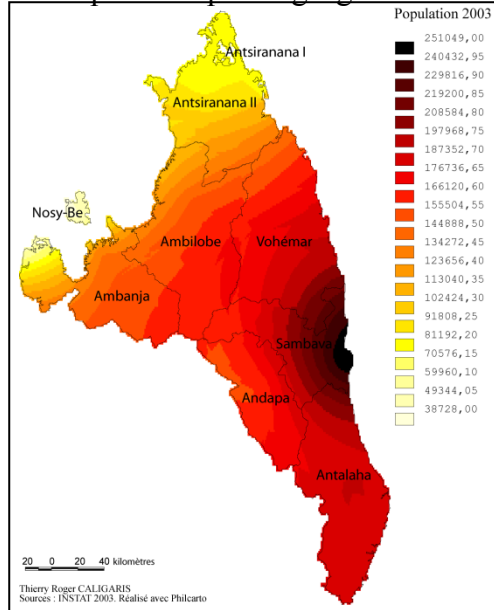 Population 2003
251049,00
240432,95
229816,90
219200,85
208584,80
197968,75
187352,70
176736,65
166120,60
155504,55
144888,50
134272,45
123656,40
113040,35
102424,30
91808,25
81192,20
70576,15
59960,10
49344,05
38728,00
Antsiranana I
Antsiranana II
Nosy-Be
Ambilobe
Vohémar
Ambanja
Sambava
Andapa
Antalaha
20 0 20 40 kilomètres
Thierry Roger CALIGARIS
Sources : INSTAT 2003. Réalisé avec Philcarto